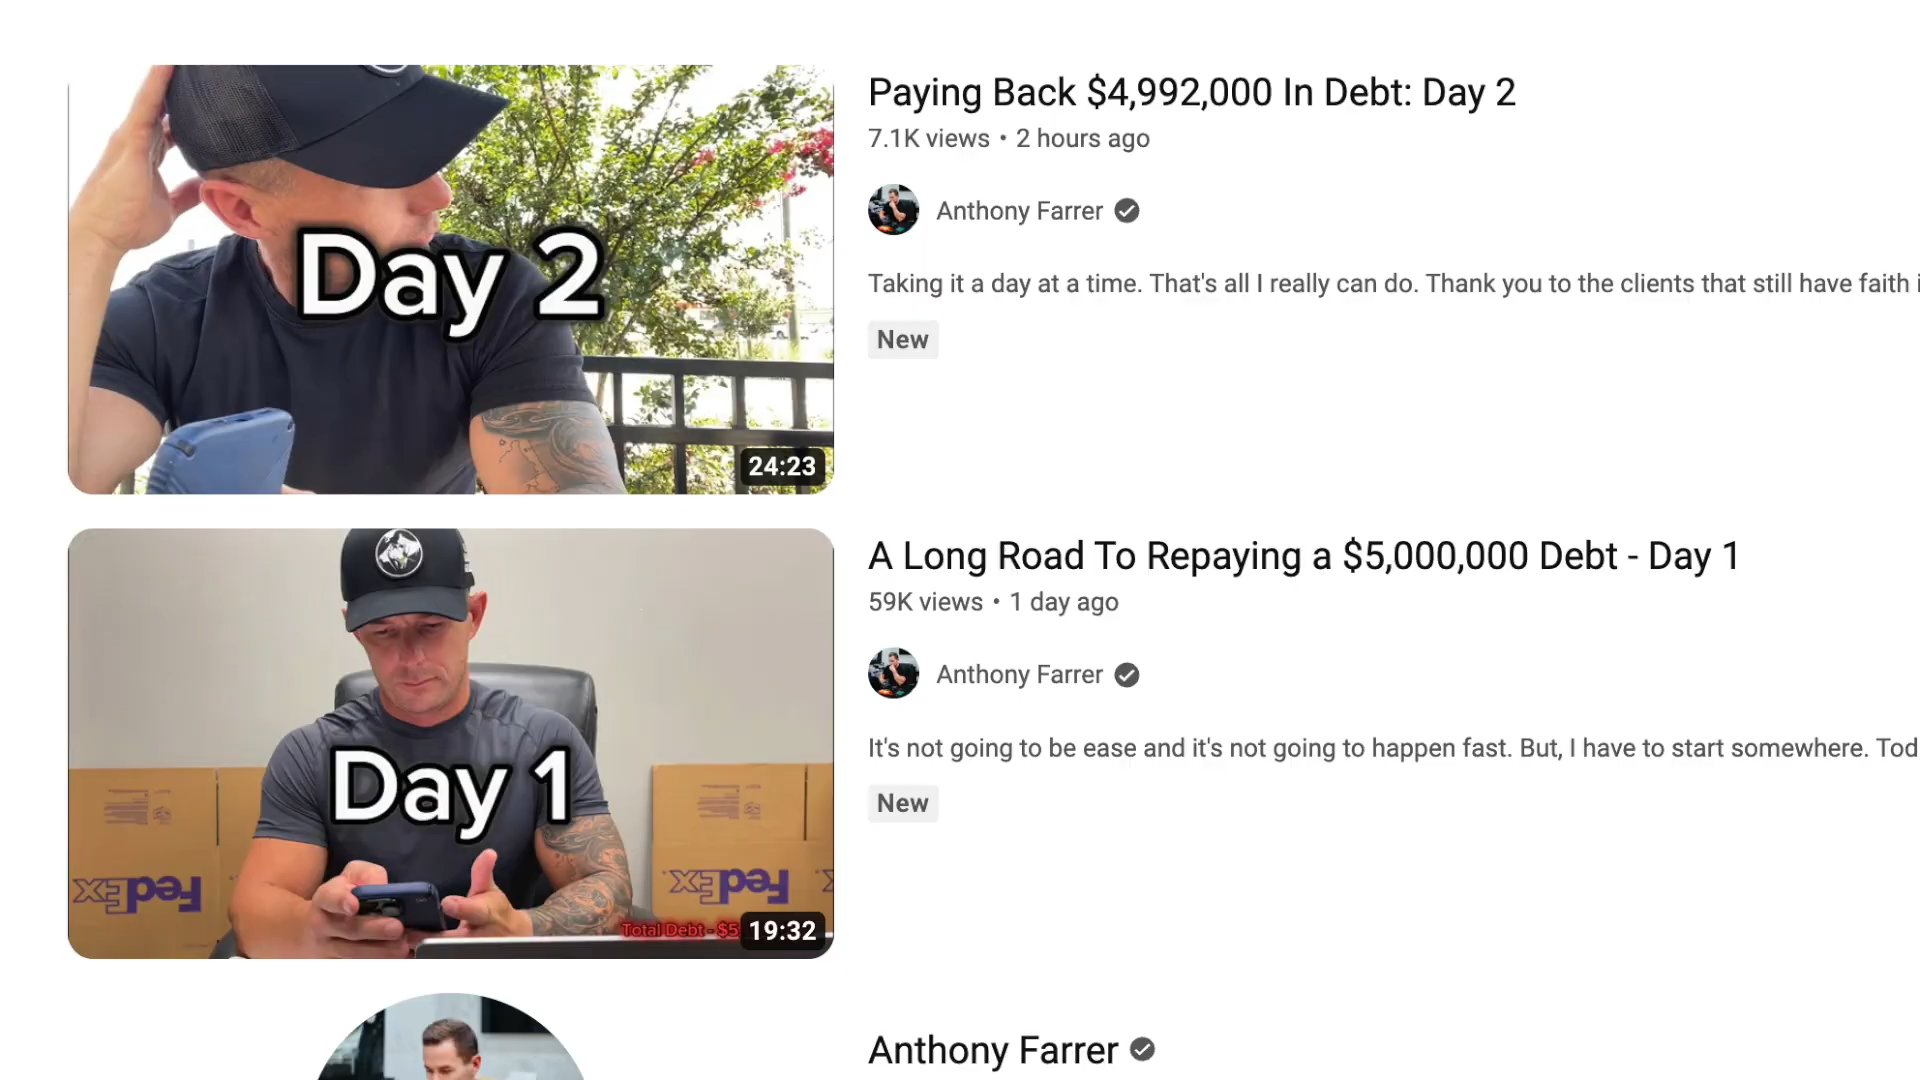 Day 2
24:23
Paying Back $4,992,000 In Debt: Day 2
7.1K views • 2 hours ago
Anthony Farrer
Taking it a day at a time. That's all I really can do. Thank you to the clients that still have faith
New
Day 1
FedEx
FedEx
Total Debt - $5
19:32
A Long Road To Repaying a $5,000,000 Debt - Day 1
59K views • 1 day ago
Anthony Farrer
It's not going to be ease and it's not going to happen fast. But, I have to start somewhere. Tod
New
Anthony Farrer